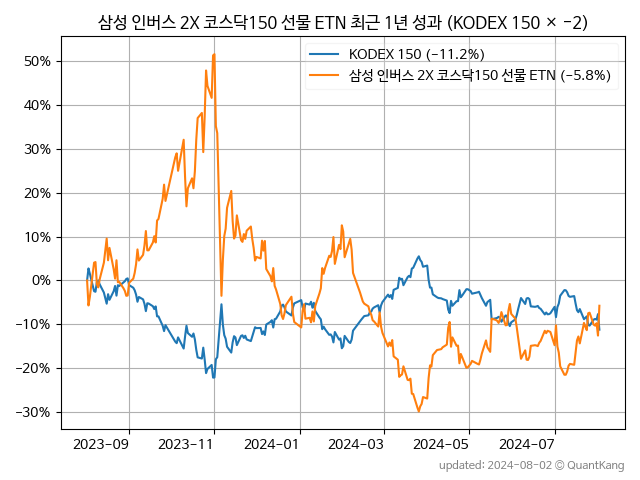 삼성 인버스 2X 코스닥150 선물 ETN 최근 1년 성과 (KODEX 150 × −2)
KODEX 150 (−11.2%)
삼성 인버스 2X 코스닥150 선물 ETN (−5.8%)
50%
40%
30%
20%
10%
0%
−10%
−20%
−30%
2023-09 2023-11 2024-01 2024-03 2024-05 2024-07
updated: 2024-08-02 © QuantKang